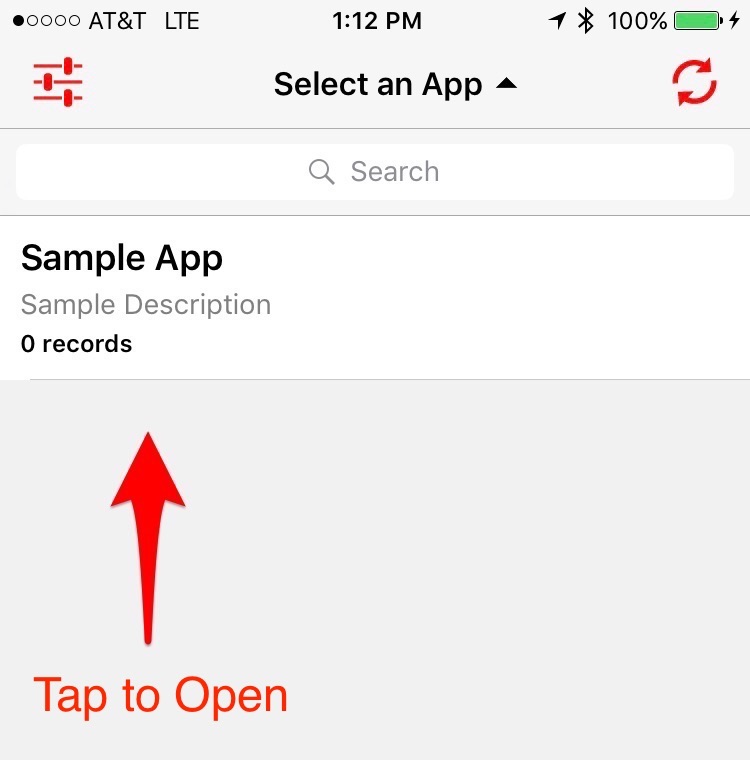 AT&T LTE 1:12 PM 100%
Select an App
Search
Sample App
Sample Description
0 records
Tap to Open